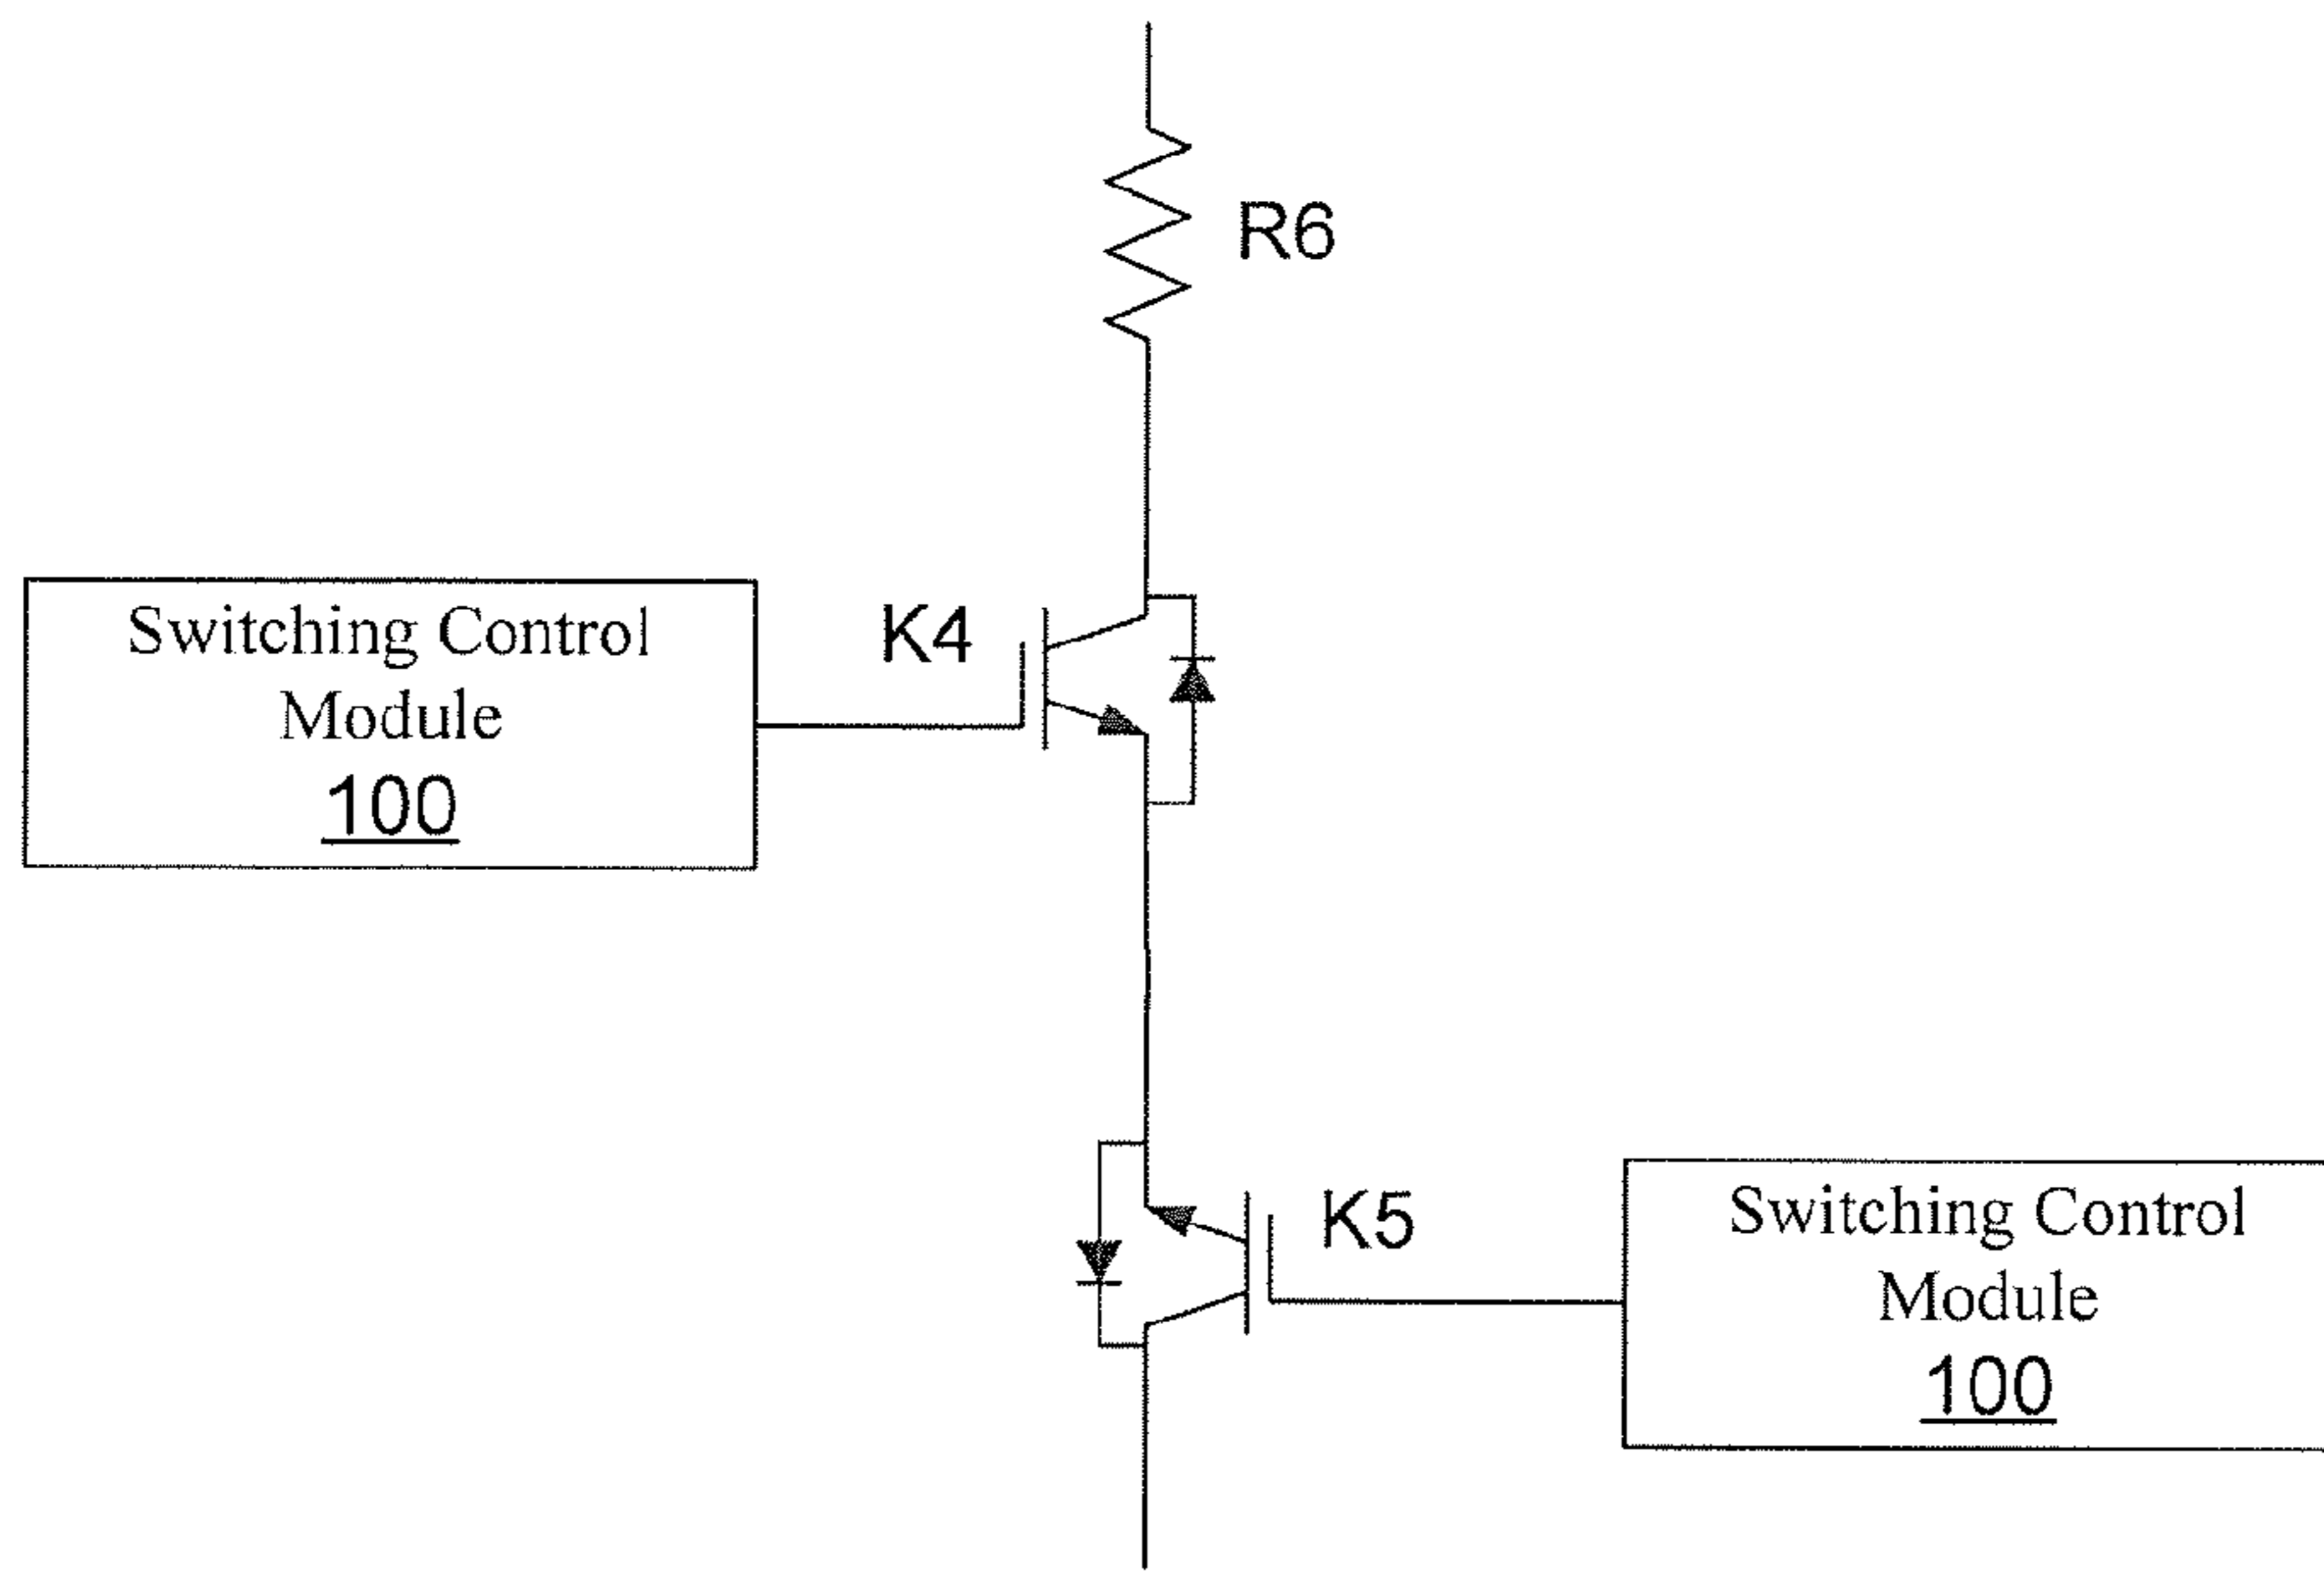 R6
Switching Control
Module
100
K4
K5
Switching Control
Module
100